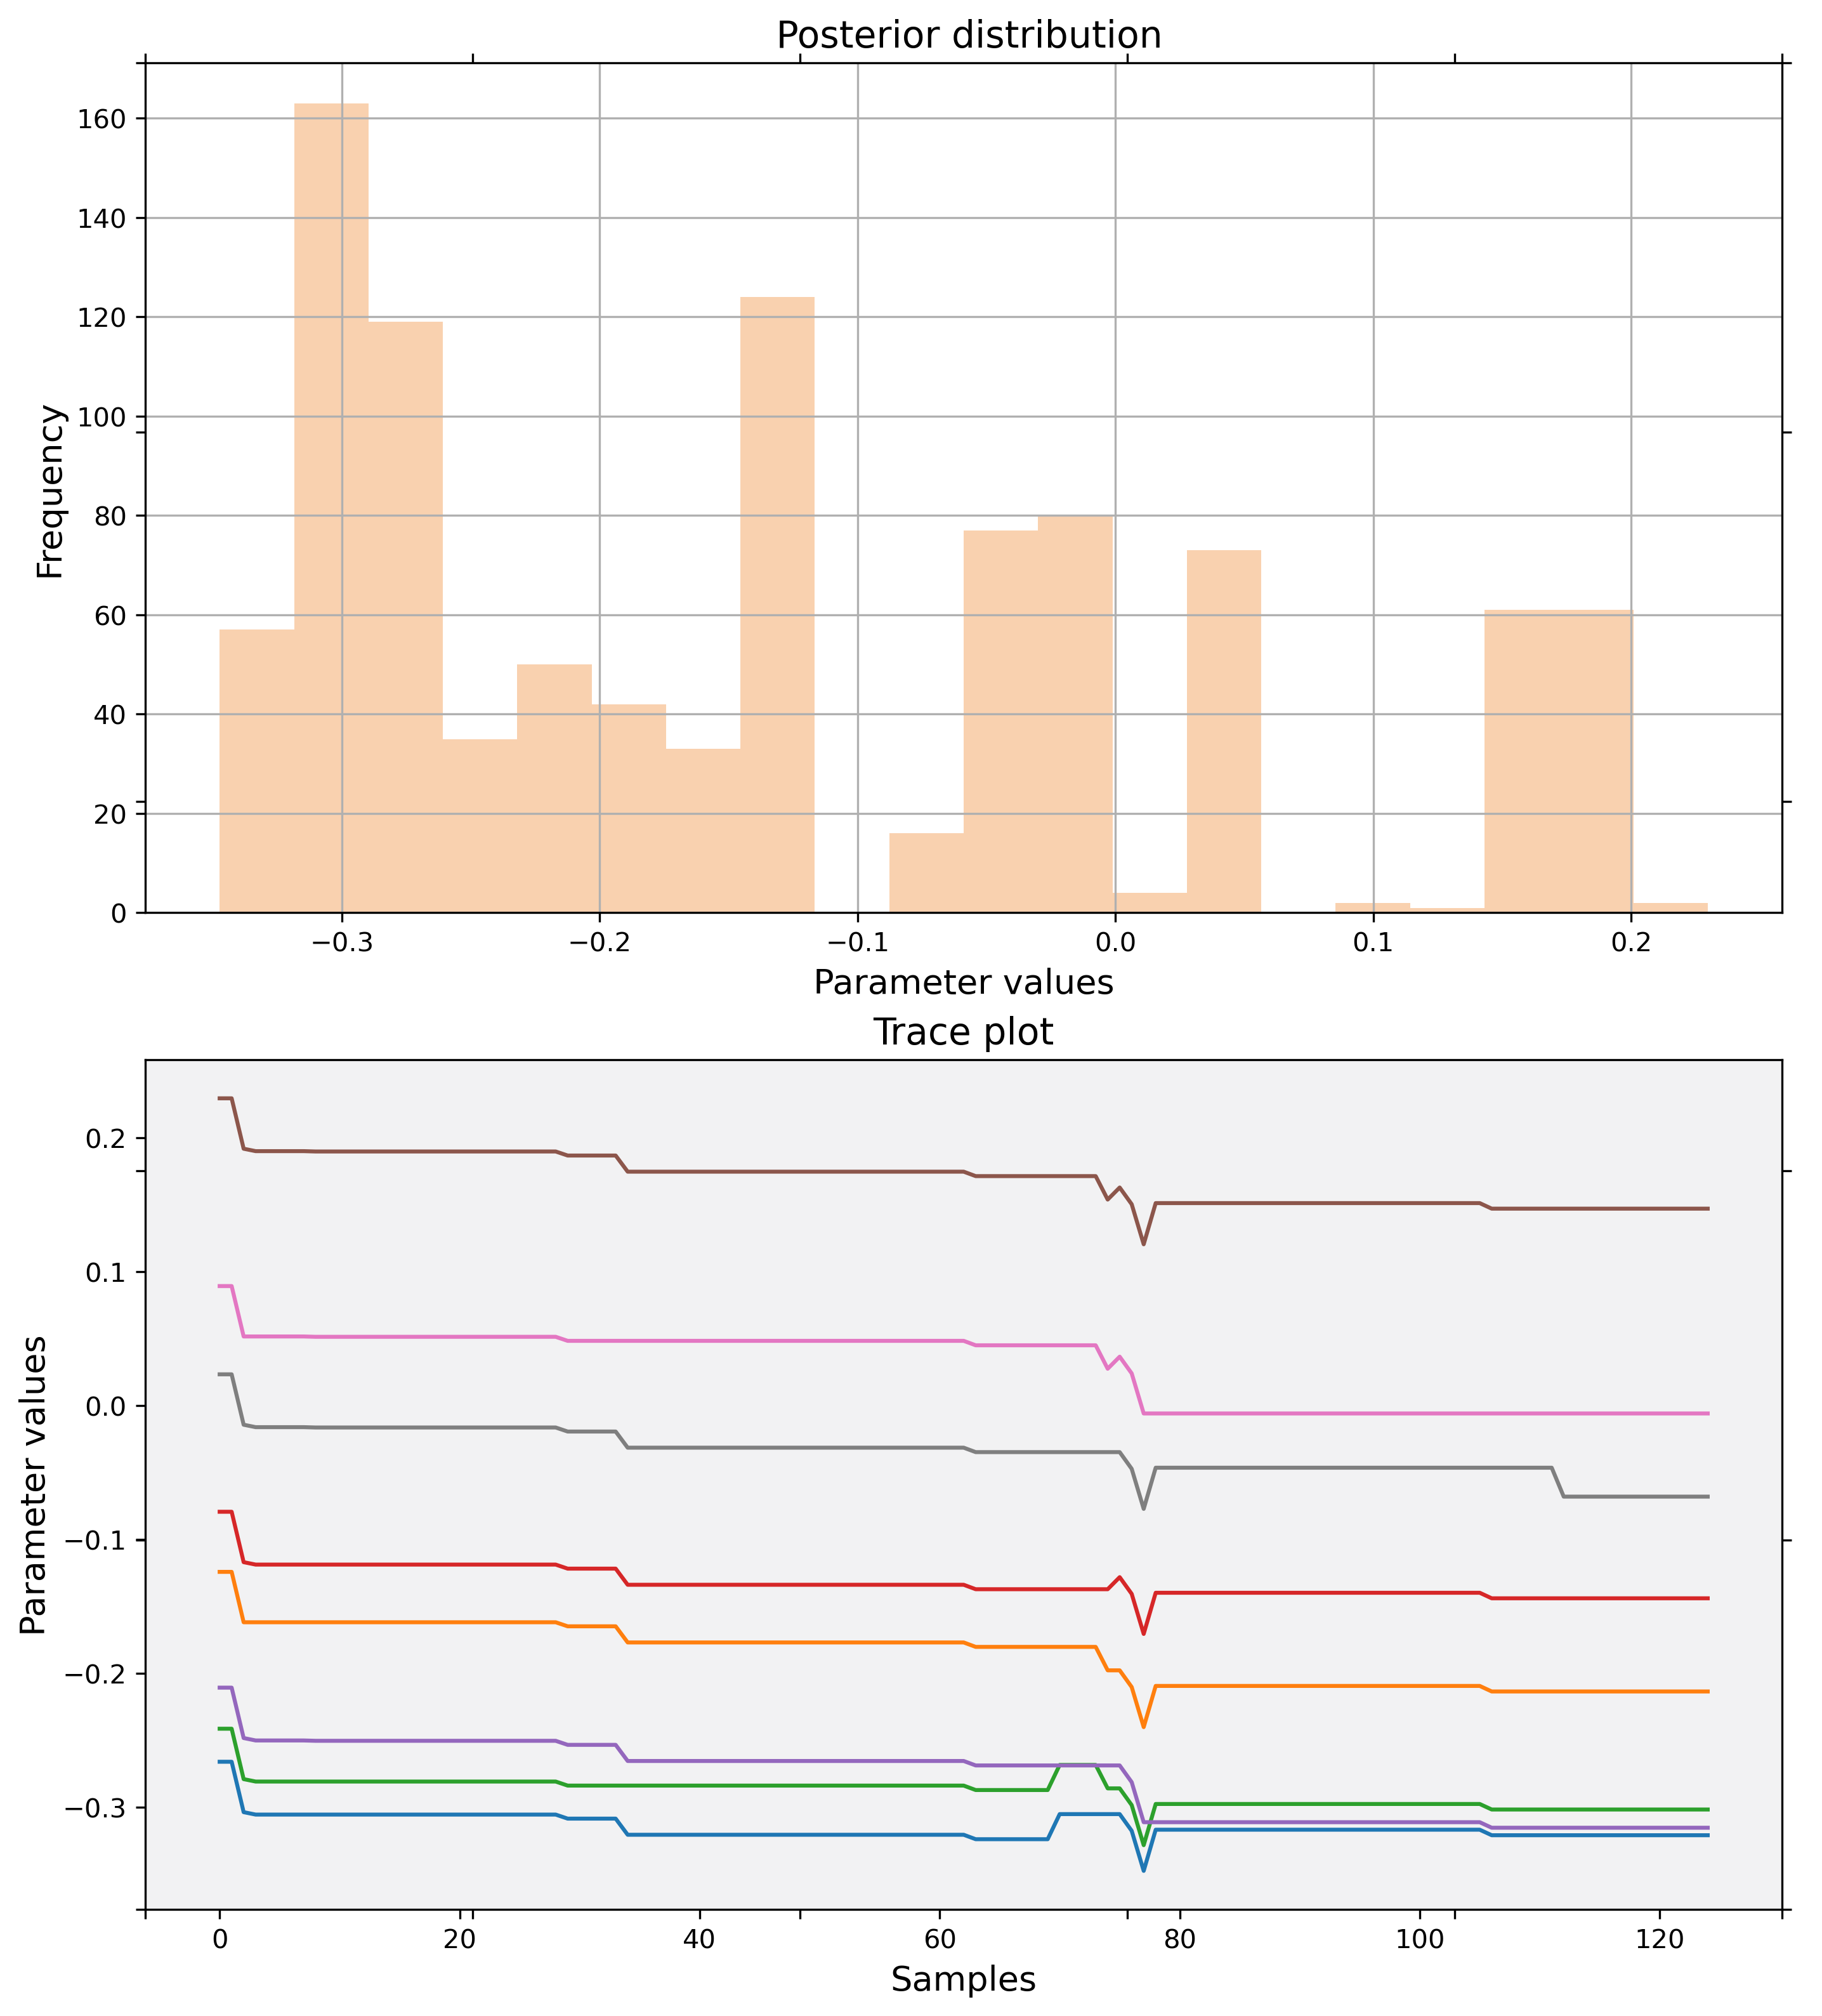 Posterior distribution
160
140
120
100
80
60
40
20
0
Frequency
−0.3 −0.2 −0.1 0.0 0.1 0.2
Parameter values
Trace plot
0.2
0.1
0.0
−0.1
−0.2
−0.3
Parameter values
0 20 40 60 80 100 120
Samples